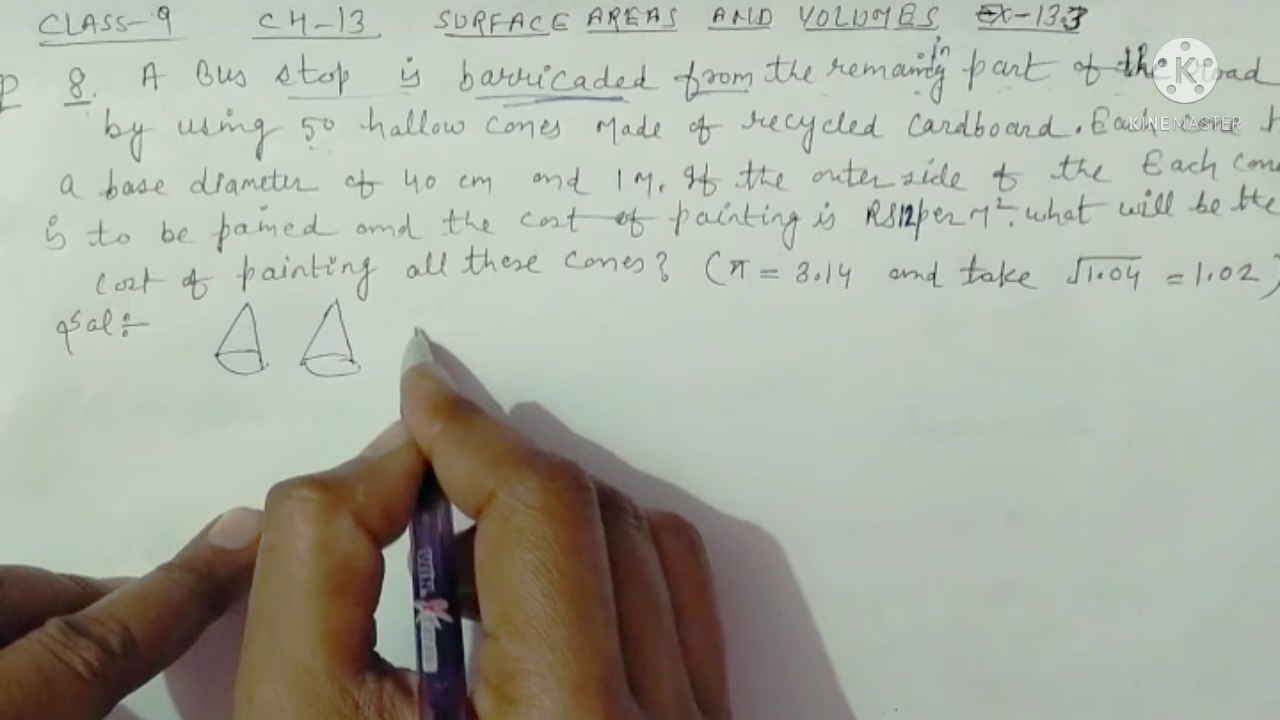 CLASS-9 CH-13 SURFACE AREAS AND VOLUMES EX-13.3
8. A Bus stop is barricaded from the remaining part of the road
by using 50 hallow cones made of recycled cardboard. Each
a base diameter of 40 cm and 1 M. If the outer side of the Each cone
is to be pained and the cost of painting is RS12 per M². what will be the
cost of painting all these cones? (π = 3.14 and take √1.04 = 1.02)
Sol:-
K
KINEMASTER
WIN